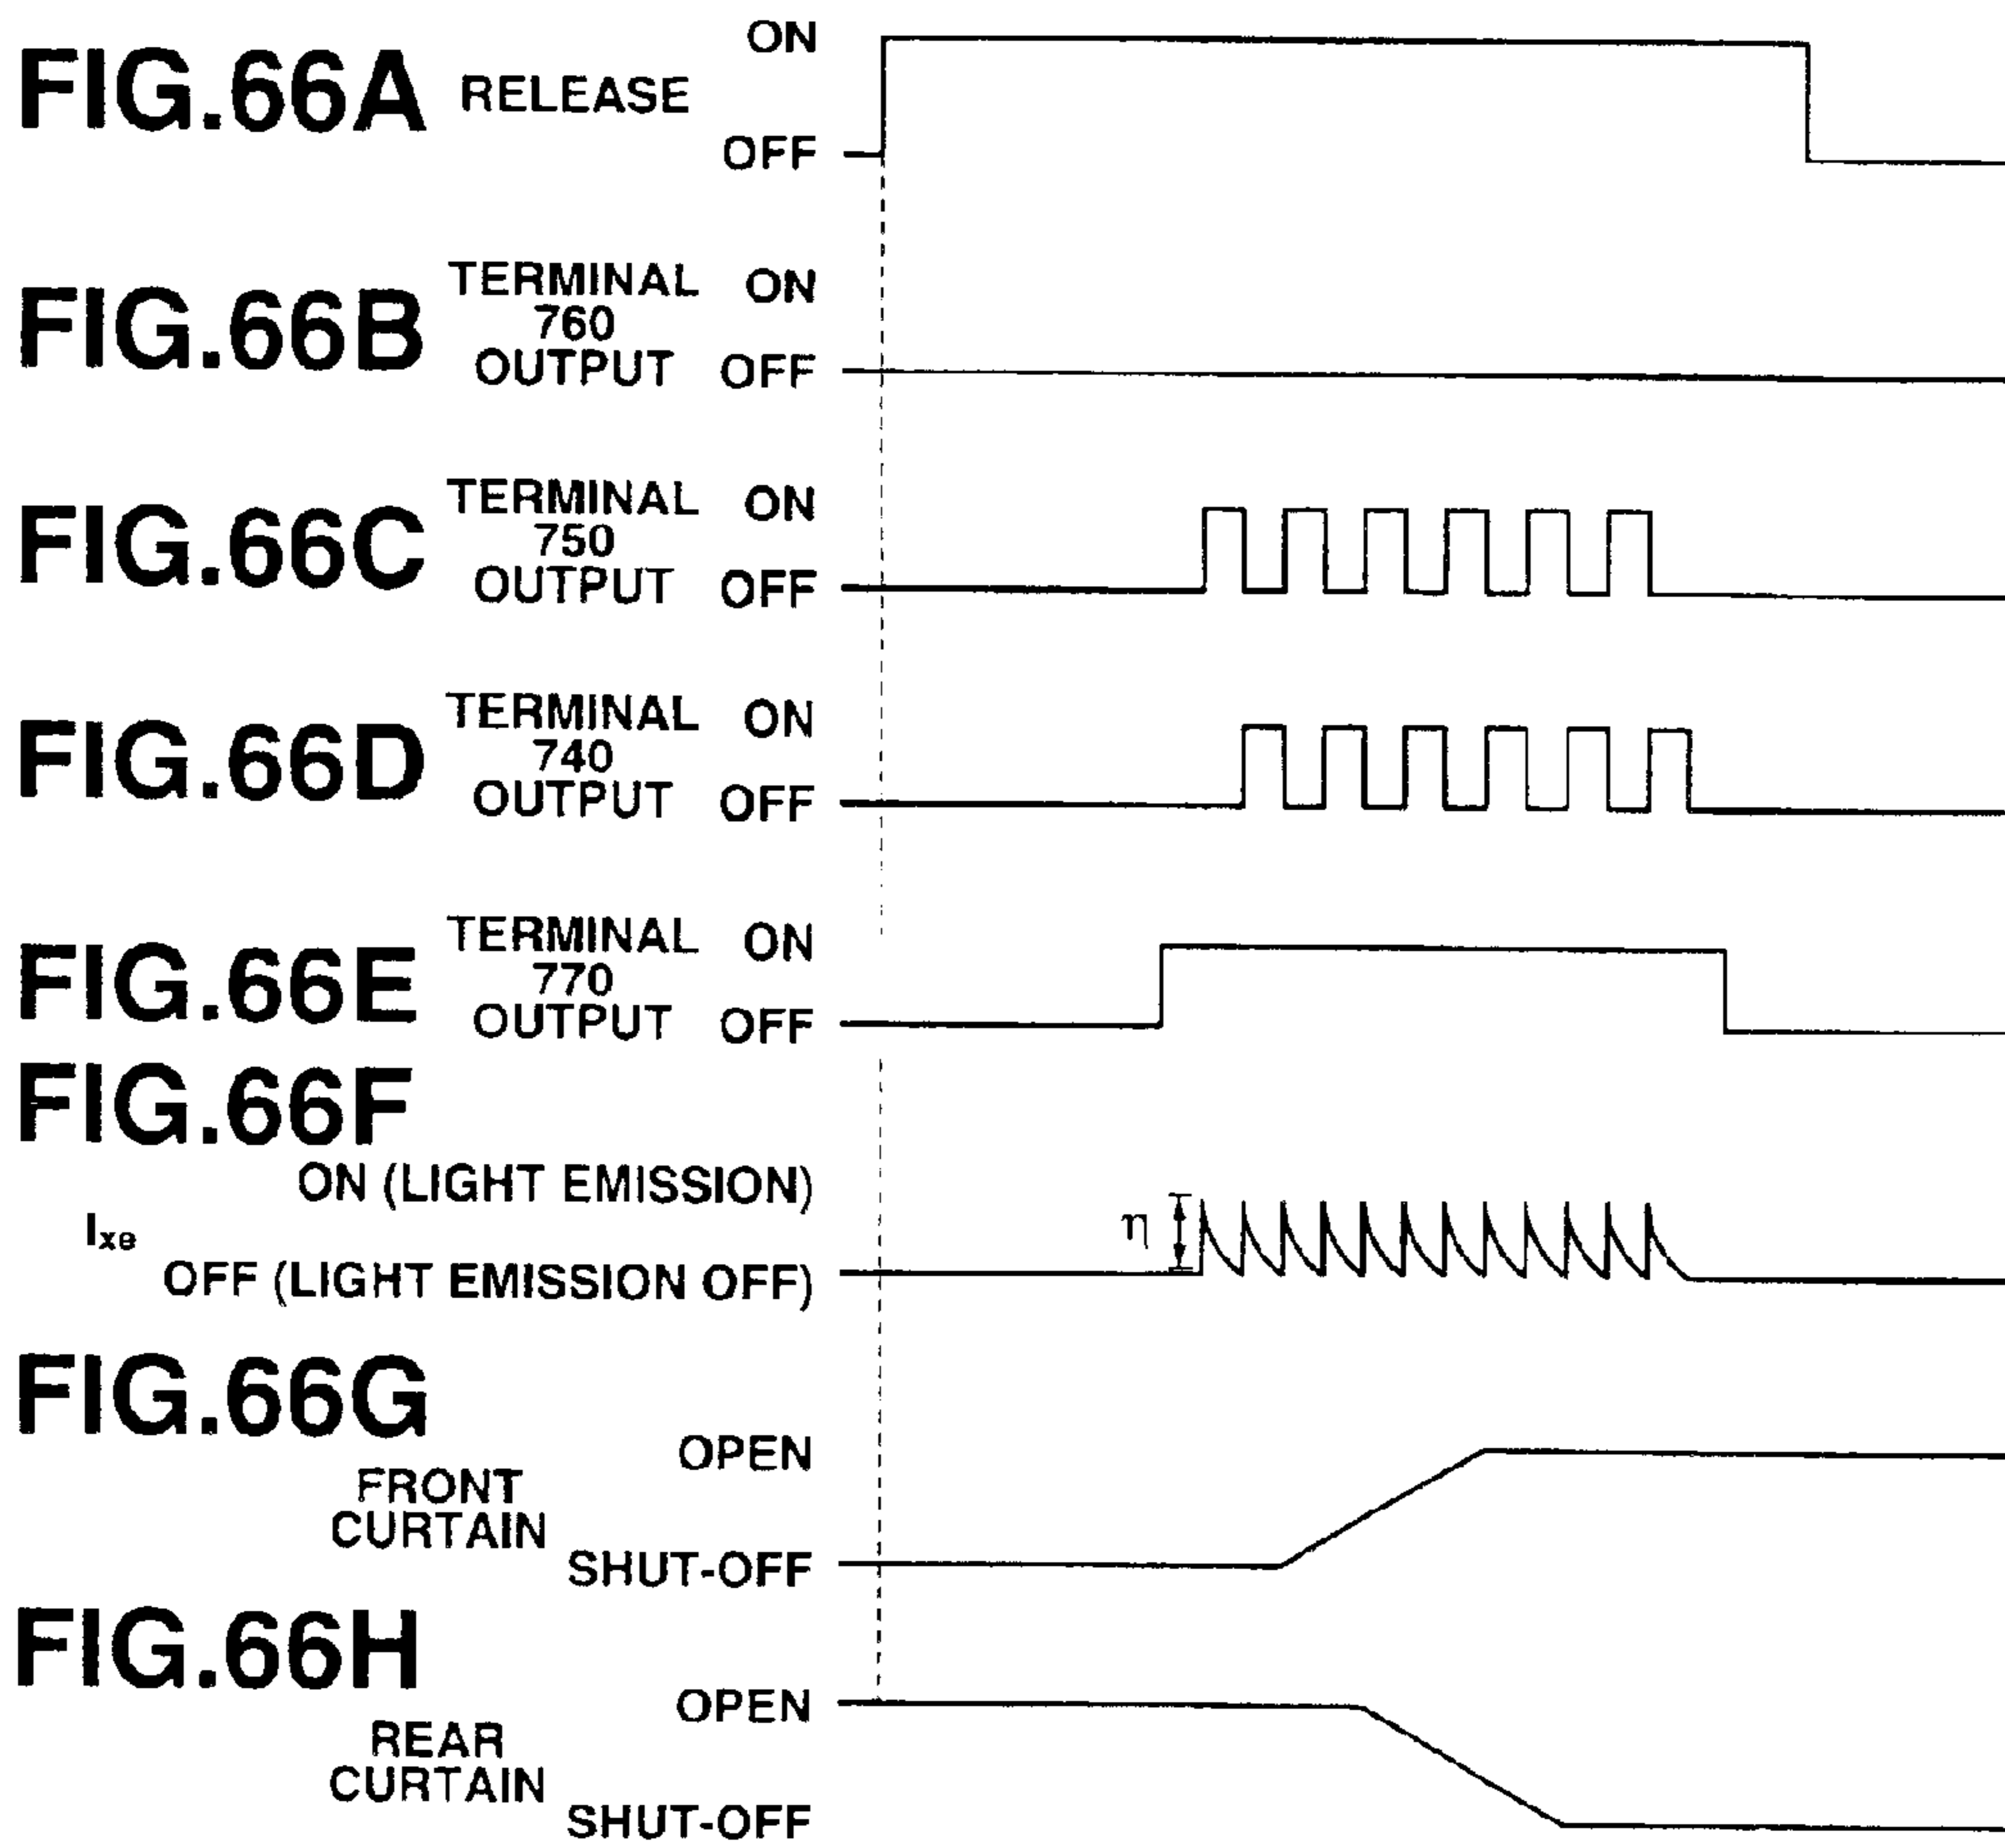 FIG.66A RELEASE ON
OFF
FIG.66B TERMINAL 760 OUTPUT ON
OFF
FIG.66C TERMINAL 750 OUTPUT ON
OFF
FIG.66D TERMINAL 740 OUTPUT ON
OFF
FIG.66E TERMINAL 770 OUTPUT ON
OFF
FIG.66F
ON (LIGHT EMISSION)
Ixe
η
OFF (LIGHT EMISSION OFF)
FIG.66G
OPEN
FRONT
CURTAIN
SHUT-OFF
FIG.66H
OPEN
REAR
CURTAIN
SHUT-OFF